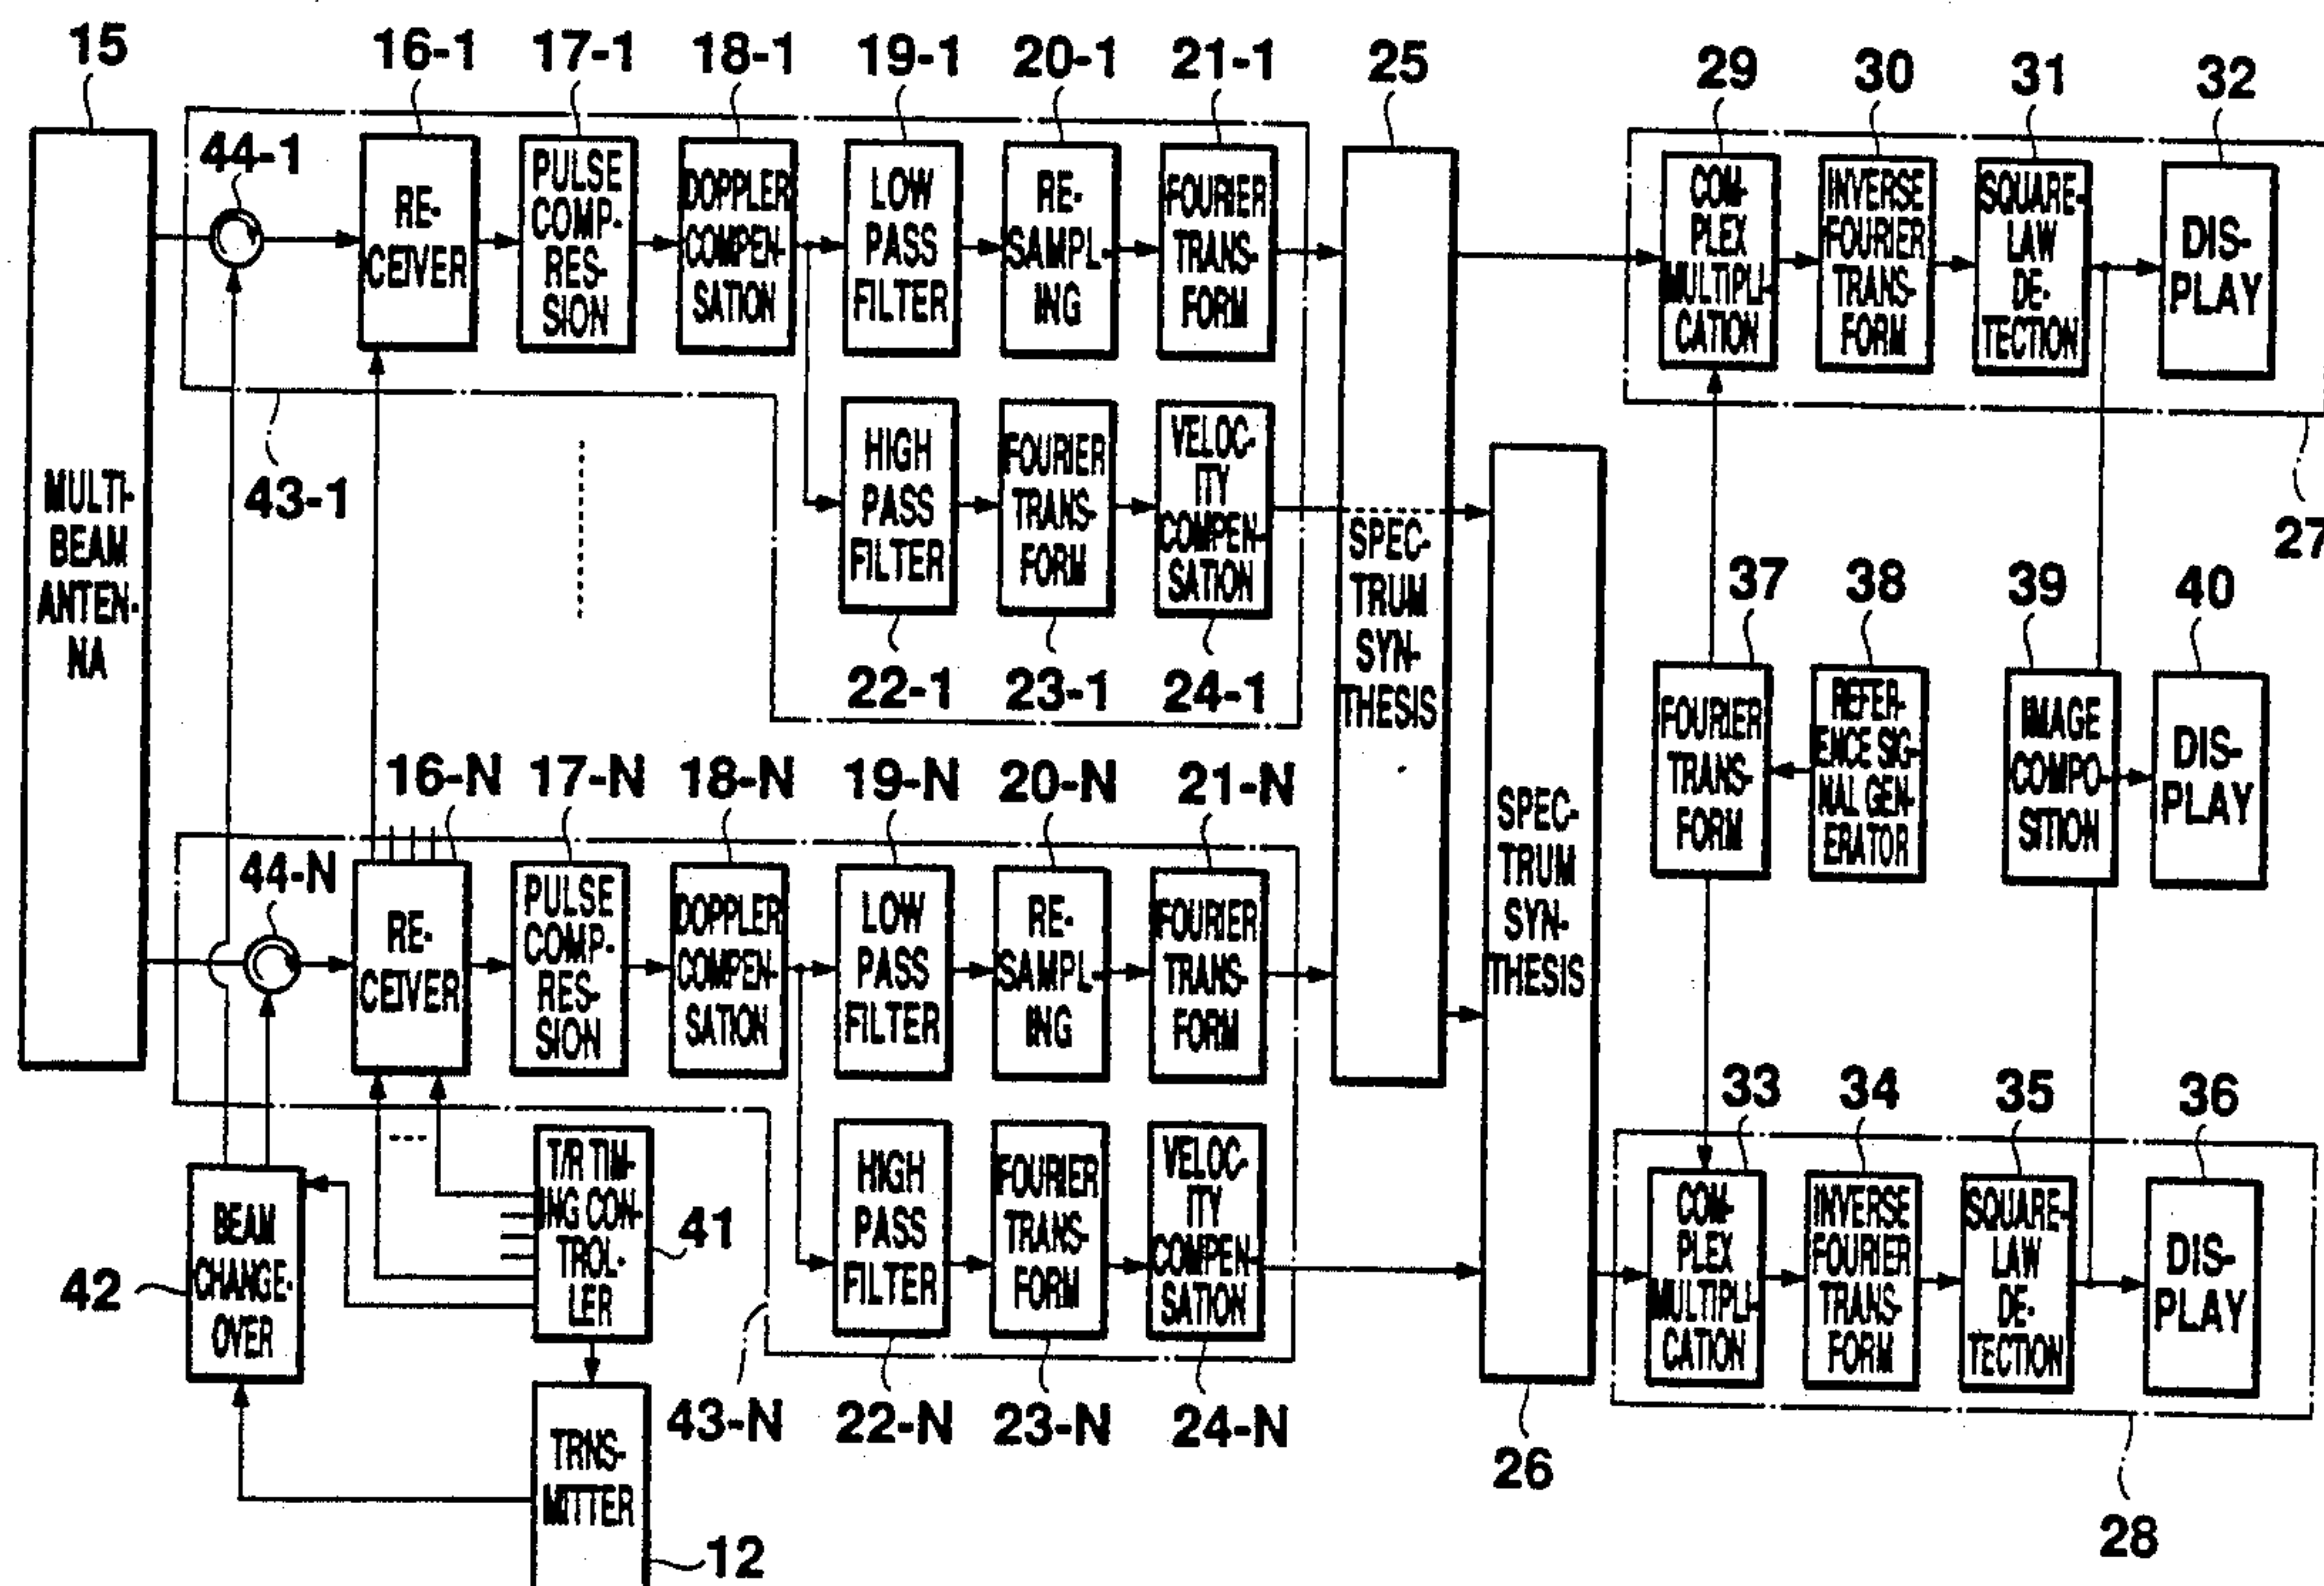 15
16-1
17-1
18-1
19-1
20-1
21-1
25
29
30
31
32
44-1
MULTI-
BEAM
ANTEN-
NA
RE-
CEIVER
PULSE
COMP-
RES-
SION
DOPPLER
COMPEN-
SATION
LOW
PASS
FILTER
RE-
SAMPL-
ING
FOURIER
TRANS-
FORM
COM-
PLEX
MULTIPLI-
CATION
INVERSE
FOURIER
TRANS-
FORM
SQUARE-
LAW
DE-
TECTION
DIS-
PLAY
43-1
HIGH
PASS
FILTER
FOURIER
TRANS-
FORM
VELOC-
ITY
COMPEN-
SATION
SPEC-
TRUM
SYN-
THESIS
27
22-1
23-1
24-1
37
38
39
40
FOURIER
TRANS-
FORM
REFER-
ENCE SIG-
NAL GEN-
ERATOR
IMAGE
COMPO-
SITION
DIS-
PLAY
16-N
17-N
18-N
19-N
20-N
21-N
44-N
RE-
CEIVER
PULSE
COMP-
RES-
SION
DOPPLER
COMPEN-
SATION
LOW
PASS
FILTER
RE-
SAMPL-
ING
FOURIER
TRANS-
FORM
SPEC-
TRUM
SYN-
THESIS
33
34
35
36
42
BEAM
CHANGE-
OVER
T/R TIM-
ING CON-
TROL-
LER
41
HIGH
PASS
FILTER
FOURIER
TRANS-
FORM
VELOC-
ITY
COMPEN-
SATION
COM-
PLEX
MULTIPLI-
CATION
INVERSE
FOURIER
TRANS-
FORM
SQUARE-
LAW
DE-
TECTION
DIS-
PLAY
43-N
22-N
23-N
24-N
26
28
TRNS-
MITTER
12